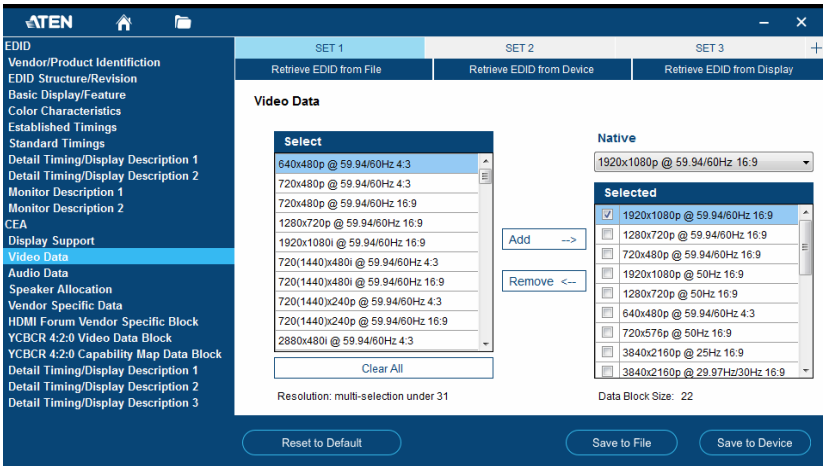 ATEN
EDID
Vendor/Product Identifiction
EDID Structure/Revision
Basic Display/Feature
Color Characteristics
Established Timings
Standard Timings
Detail Timing/Display Description 1
Detail Timing/Display Description 2
Monitor Description 1
Monitor Description 2
CEA
Display Support
Video Data
Audio Data
Speaker Allocation
Vendor Specific Data
HDMI Forum Vendor Specific Block
YCBCR 4:2:0 Video Data Block
YCBCR 4:2:0 Capability Map Data Block
Detail Timing/Display Description 1
Detail Timing/Display Description 2
Detail Timing/Display Description 3
SET 1 SET 2 SET 3 +
Retrieve EDID from File Retrieve EDID from Device Retrieve EDID from Display
Video Data
Select
640x480p @ 59.94/60Hz 4:3
720x480p @ 59.94/60Hz 4:3
720x480p @ 59.94/60Hz 16:9
1280x720p @ 59.94/60Hz 16:9
1920x1080i @ 59.94/60Hz 16:9
720(1440)x480i @ 59.94/60Hz 4:3
720(1440)x480i @ 59.94/60Hz 16:9
720(1440)x240p @ 59.94/60Hz 4:3
720(1440)x240p @ 59.94/60Hz 16:9
2880x480i @ 59.94/60Hz 4:3
Clear All
Resolution: multi-selection under 31
Add -->
Remove <--
Native
1920x1080p @ 59.94/60Hz 16:9
Selected
1920x1080p @ 59.94/60Hz 16:9
1280x720p @ 59.94/60Hz 16:9
720x480p @ 59.94/60Hz 16:9
1920x1080p @ 50Hz 16:9
1280x720p @ 50Hz 16:9
640x480p @ 59.94/60Hz 4:3
720x576p @ 50Hz 16:9
3840x2160p @ 25Hz 16:9
3840x2160p @ 29.97Hz/30Hz 16:9
Data Block Size: 22
Reset to Default
Save to File
Save to Device